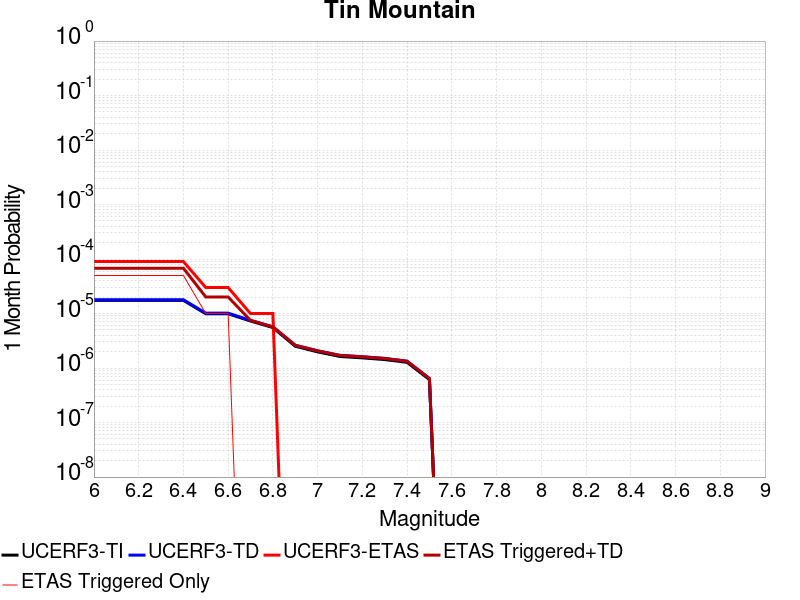 Tin Mountain
10^0
10^-1
10^-2
10^-3
10^-4
10^-5
10^-6
10^-7
10^-8
1 Month Probability
6 6.2 6.4 6.6 6.8 7 7.2 7.4 7.6 7.8 8 8.2 8.4 8.6 8.8 9
Magnitude
UCERF3-TI UCERF3-TD UCERF3-ETAS ETAS Triggered+TD
ETAS Triggered Only